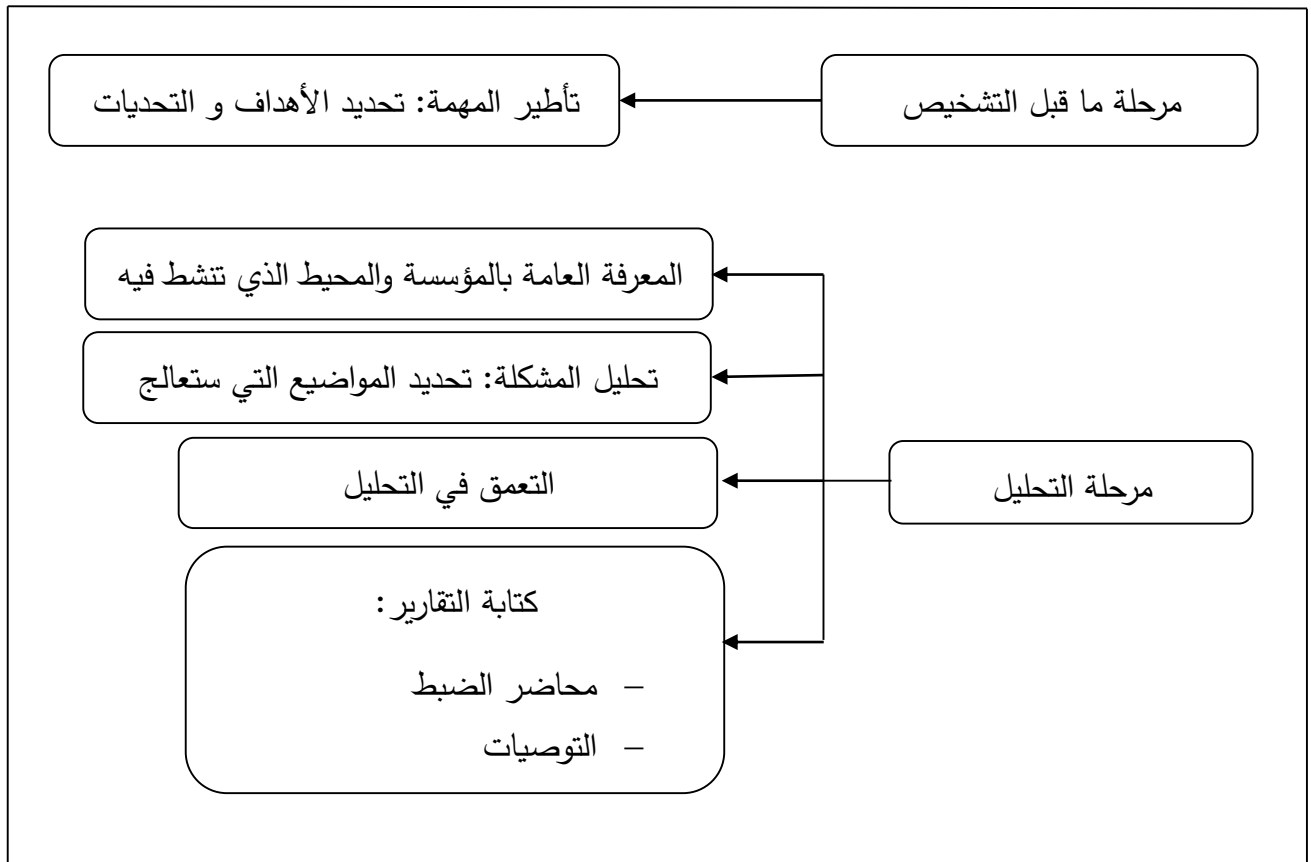 مرحلة ما قبل التشخيص
تأطير المهمة: تحديد الأهداف و التحديات
المعرفة العامة بالمؤسسة والمحيط الذي تنشط فيه
تحليل المشكلة: تحديد المواضيع التي ستعالج
مرحلة التحليل
التعمق في التحليل
كتابة التقارير:
– محاضر الضبط
– التوصيات